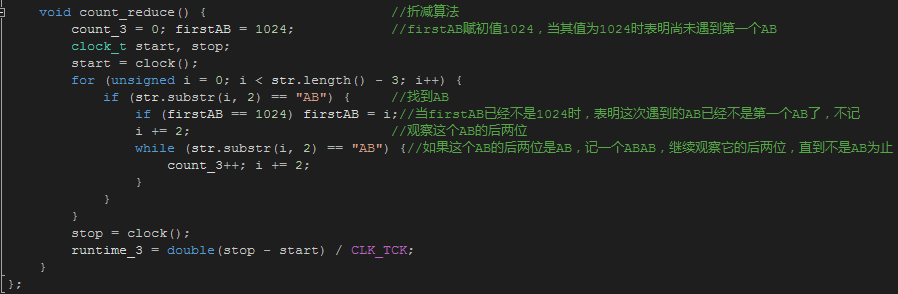 void count_reduce() { //折减算法
count_3 = 0; firstAB = 1024; //firstAB赋初值1024，当其值为1024时表明尚未遇到第一个AB
clock_t start, stop;
start = clock();
for (unsigned i = 0; i < str.length() - 3; i++) {
if (str.substr(i, 2) == "AB") { //找到AB
if (firstAB == 1024) firstAB = i;//当firstAB已经不是1024时，表明这次遇到的AB已经不是第一个AB了，不记
i += 2; //观察这个AB的后两位
while (str.substr(i, 2) == "AB") {//如果这个AB的后两位是AB，记一个ABAB，继续观察它的后两位，直到不是AB为止
count_3++; i += 2;
}
}
}
stop = clock();
runtime_3 = double(stop - start) / CLK_TCK;
}
};